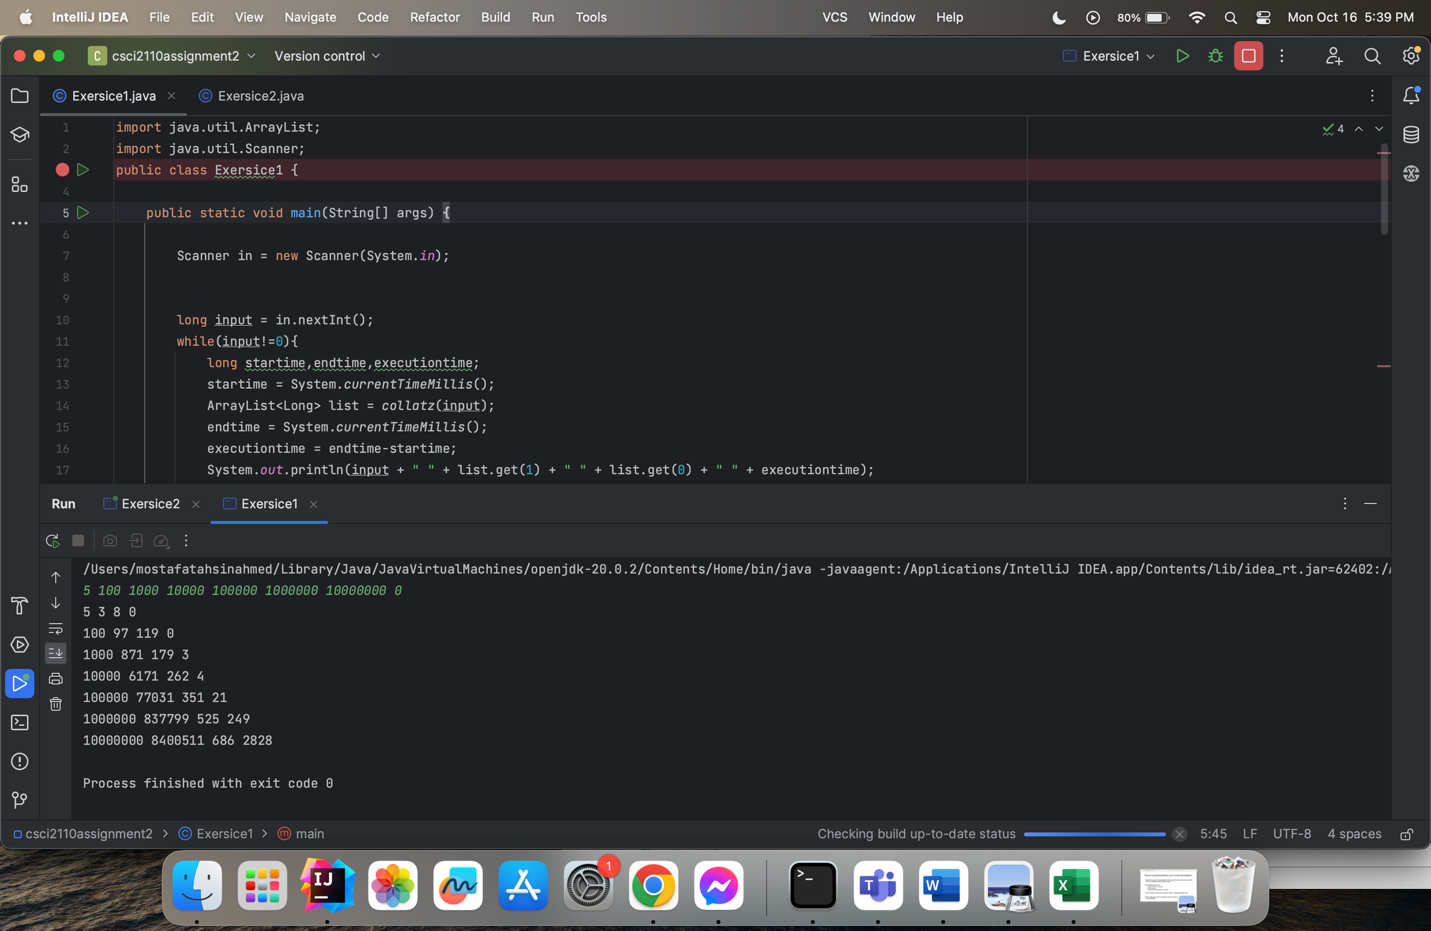 IntelliJ IDEA File Edit View Navigate Code Refactor Build Run Tools VCS Window Help 80% Mon Oct 16 5:39 PM
C csci2110assignment2 Version control Exersice1
Exersice1.java Exersice2.java
1 import java.util.ArrayList; 4
2 import java.util.Scanner;
public class Exersice1 {
4
5 public static void main(String[] args) {
6
7 Scanner in = new Scanner(System.in);
8
9
10 long input = in.nextInt();
11 while(input!=0){
12 long startime,endtime,executiontime;
13 startime = System.currentTimeMillis();
14 ArrayList<Long> list = collatz(input);
15 endtime = System.currentTimeMillis();
16 executiontime = endtime-startime;
17 System.out.println(input + " " + list.get(1) + " " + list.get(0) + " " + executiontime);
Run Exersice2 Exersice1
/Users/mostafatahsinahmed/Library/Java/JavaVirtualMachines/openjdk-20.0.2/Contents/Home/bin/java -javaagent:/Applications/IntelliJ IDEA.app/Contents/lib/idea_rt.jar=62402:/
5 100 1000 10000 100000 1000000 10000000 0
5 3 8 0
100 97 119 0
1000 871 179 3
10000 6171 262 4
100000 77031 351 21
1000000 837799 525 249
10000000 8400511 686 2828
Process finished with exit code 0
csci2110assignment2 > Exersice1 > main Checking build up-to-date status 5:45 LF UTF-8 4 spaces
IJ 1 >_ T W X